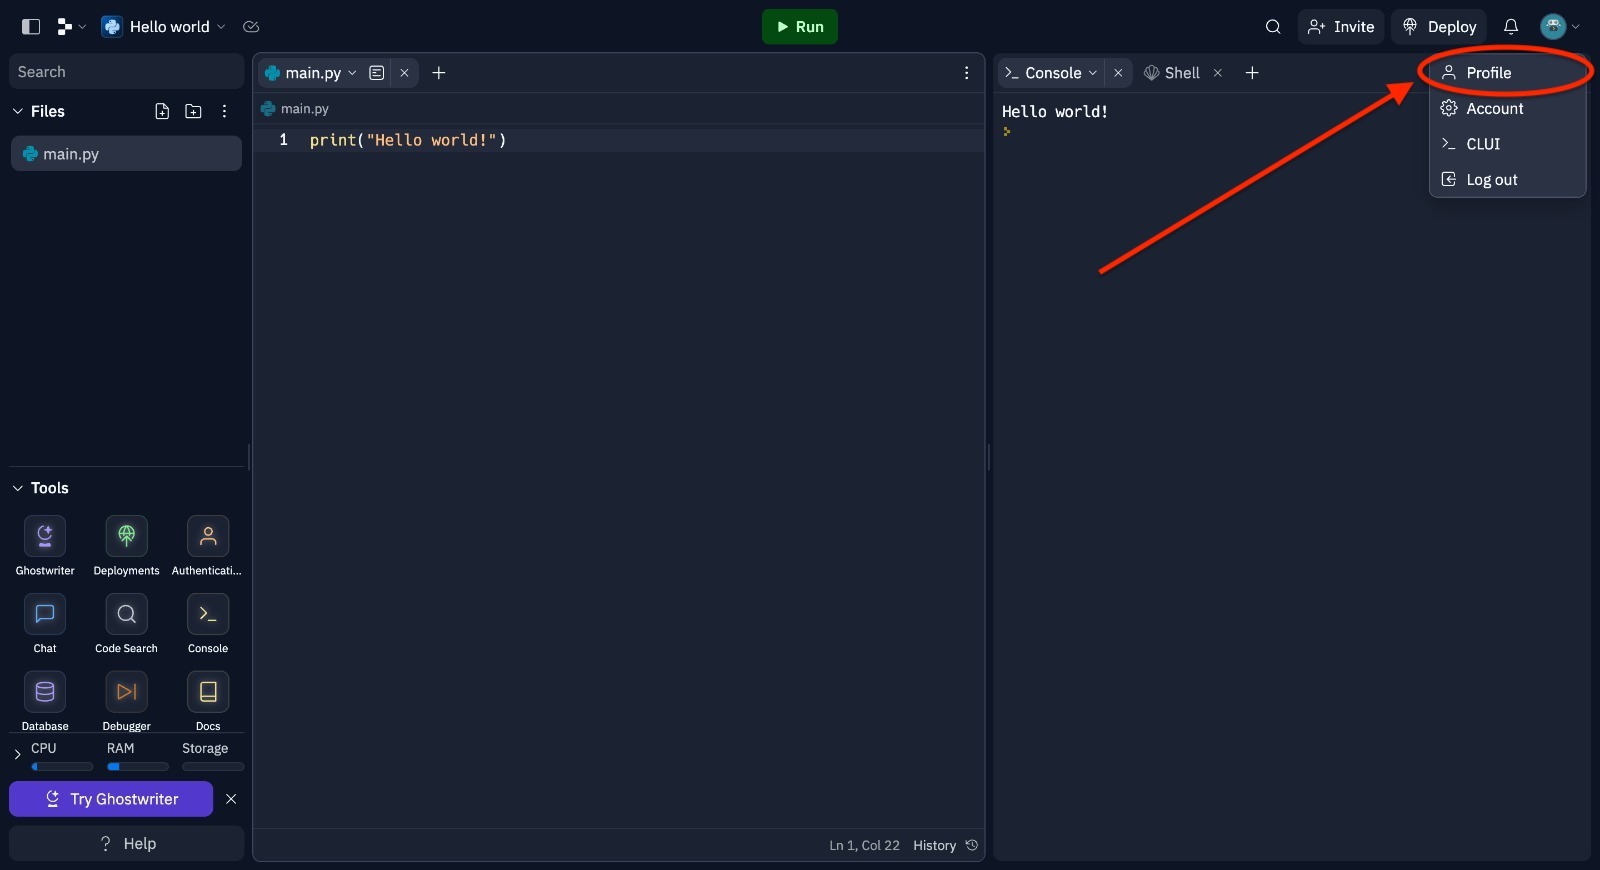 Hello world
Run
Invite
Deploy
Search
Files
main.py
main.py
main.py
1 print("Hello world!")
Ln 1, Col 22 History
>_ Console
Shell
Hello world!
Profile
Account
CLUI
Log out
Tools
Ghostwriter Deployments Authenticati...
Chat Code Search Console
Database Debugger Docs
CPU RAM Storage
Try Ghostwriter
? Help